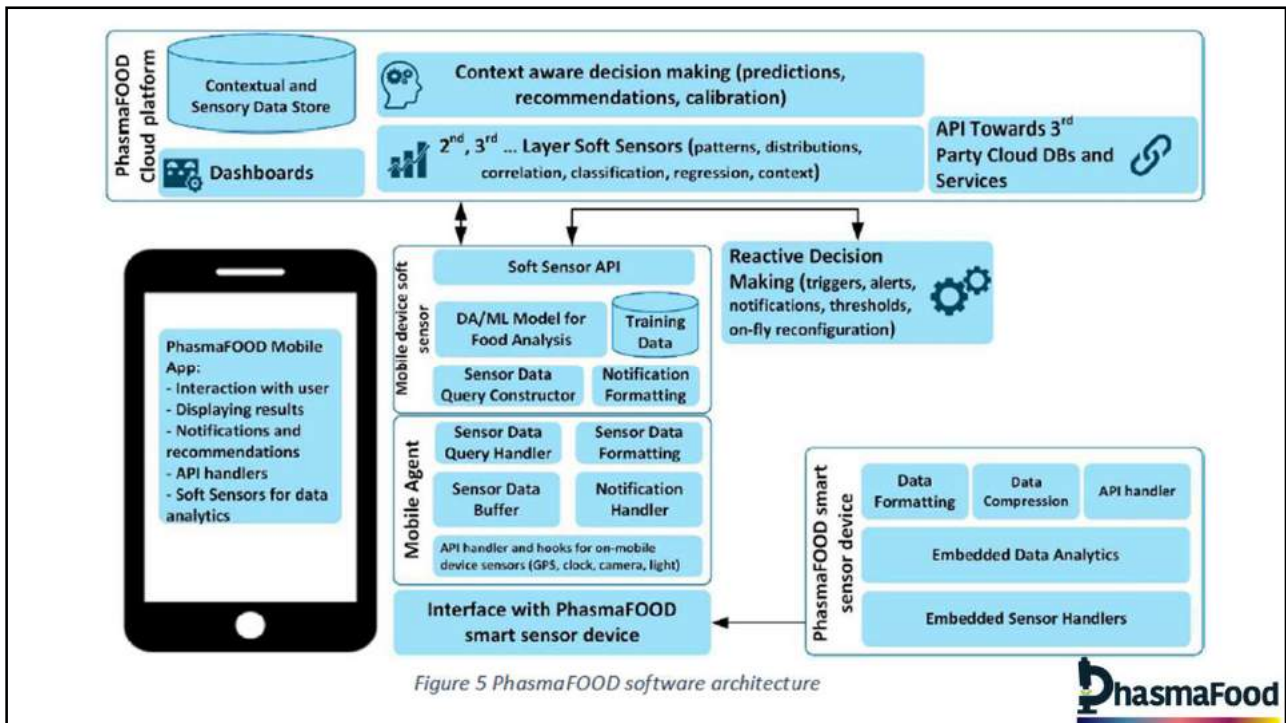 PhasmaFOOD
Cloud platform
Contextual and
Sensory Data Store
Dashboards
Context aware decision making (predictions,
recommendations, calibration)
2nd, 3rd ... Layer Soft Sensors (patterns, distributions,
correlation, classification, regression, context)
API Towards 3rd
Party Cloud DBs and
Services
PhasmaFOOD Mobile
App:
- Interaction with user
- Displaying results
- Notifications and
recommendations
- API handlers
- Soft Sensors for data
analytics
Mobile device soft
sensor
Soft Sensor API
DA/ML Model for
Food Analysis
Training
Data
Sensor Data
Query Constructor
Notification
Formatting
Reactive Decision
Making (triggers, alerts,
notifications, thresholds,
on-fly reconfiguration)
Mobile Agent
Sensor Data
Query Handler
Sensor Data
Formatting
Sensor Data
Buffer
Notification
Handler
API handler and hooks for on-mobile
device sensors (GPS, clock, camera, light)
Interface with PhasmaFOOD
smart sensor device
PhasmaFOOD smart
sensor device
Data
Formatting
Data
Compression
API handler
Embedded Data Analytics
Embedded Sensor Handlers
Figure 5 PhasmaFOOD software architecture
PhasmaFood